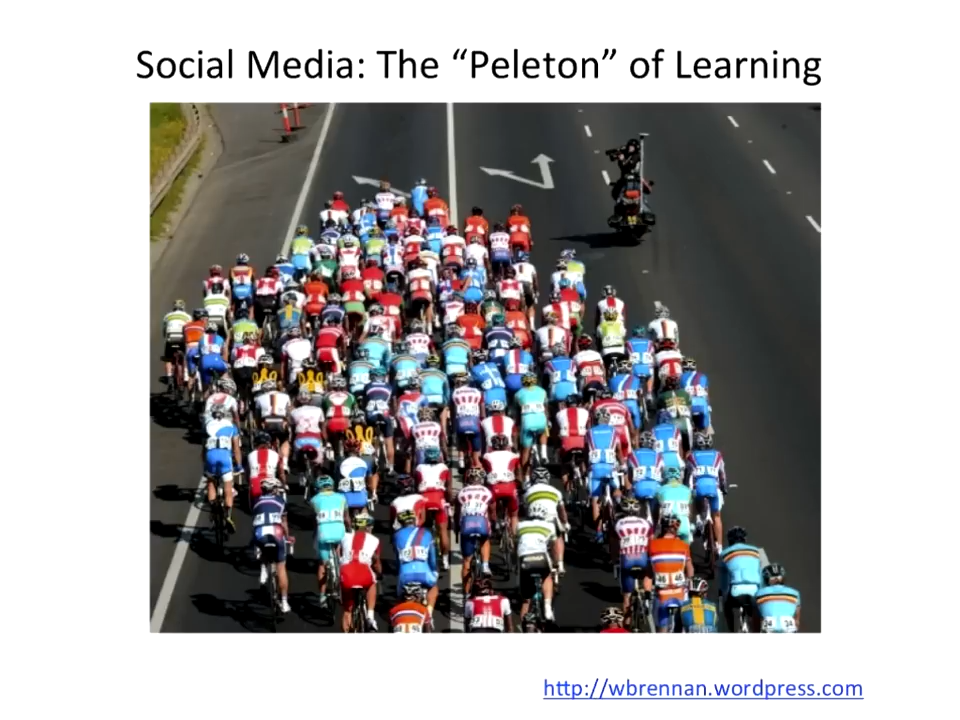 Social Media: The “Peleton” of Learning
http://wbrennan.wordpress.com